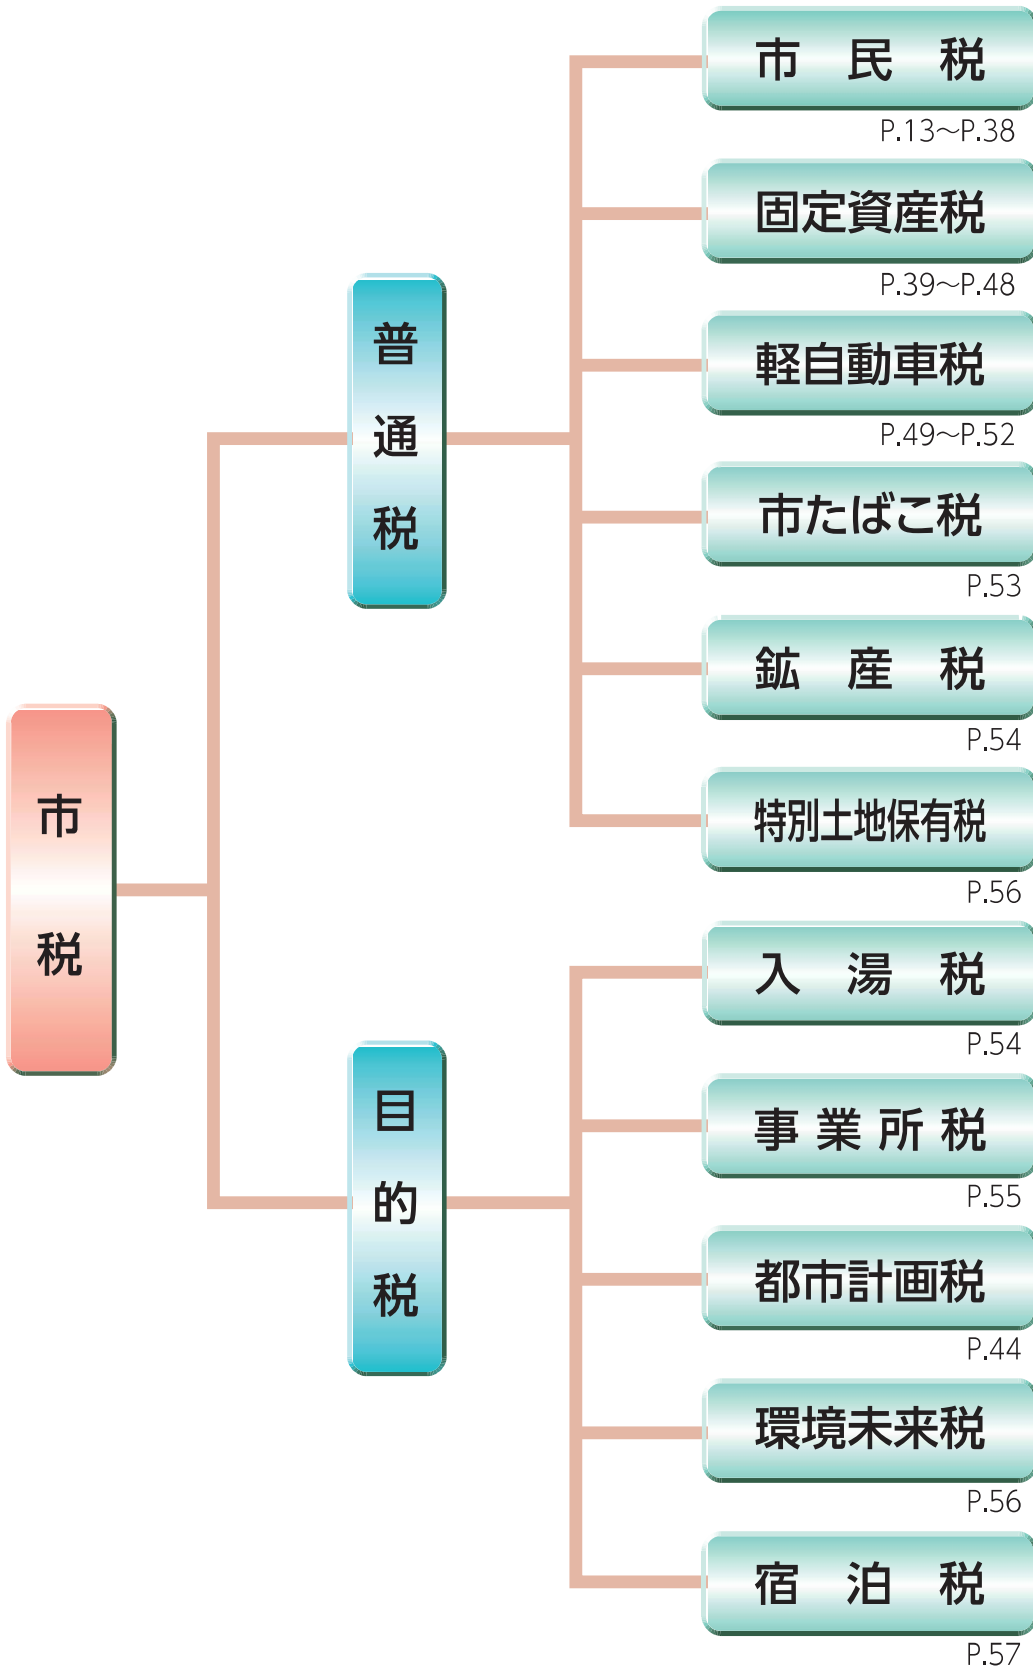 市税
普通税
市民税
P.13～P.38
固定資産税
P.39～P.48
軽自動車税
P.49～P.52
市たばこ税
P.53
鉱産税
P.54
特別土地保有税
P.56
目的税
入湯税
P.54
事業所税
P.55
都市計画税
P.44
環境未来税
P.56
宿泊税
P.57